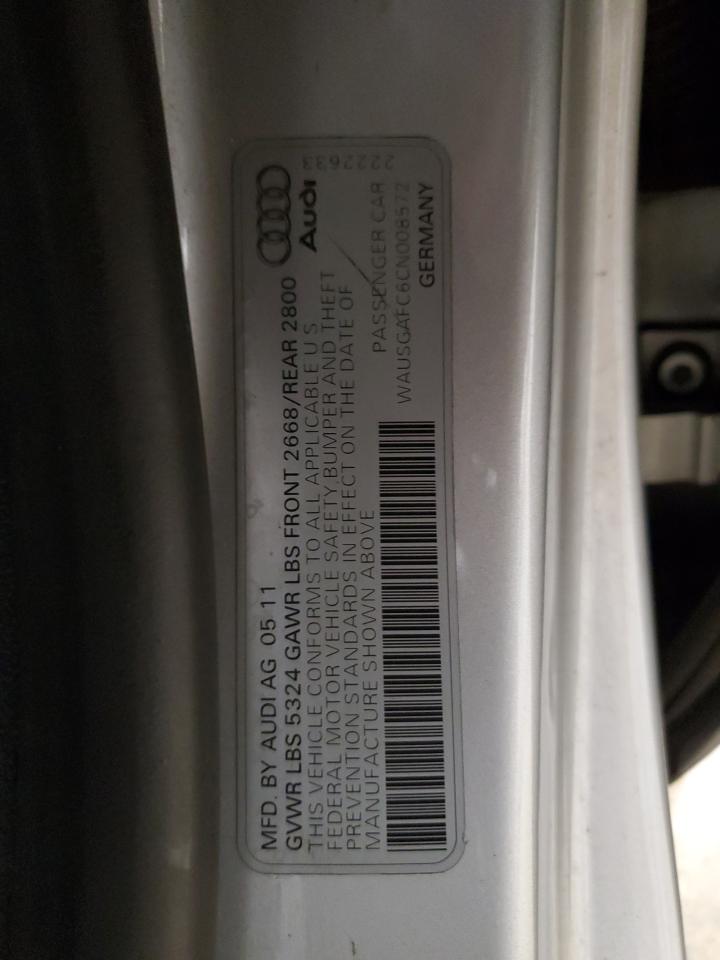 MFD. BY AUDI AG 05 11
GVWR LBS 5324 GAWR LBS FRONT 2668/REAR 2800
THIS VEHICLE CONFORMS TO ALL APPLICABLE U S
FEDERAL MOTOR VEHICLE SAFETY,BUMPER AND THEFT
PREVENTION STANDARDS IN EFFECT ON THE DATE OF
MANUFACTURE SHOWN ABOVE
Audi
2222633
PASSENGER CAR
WAUSGAFC6CN008572
GERMANY